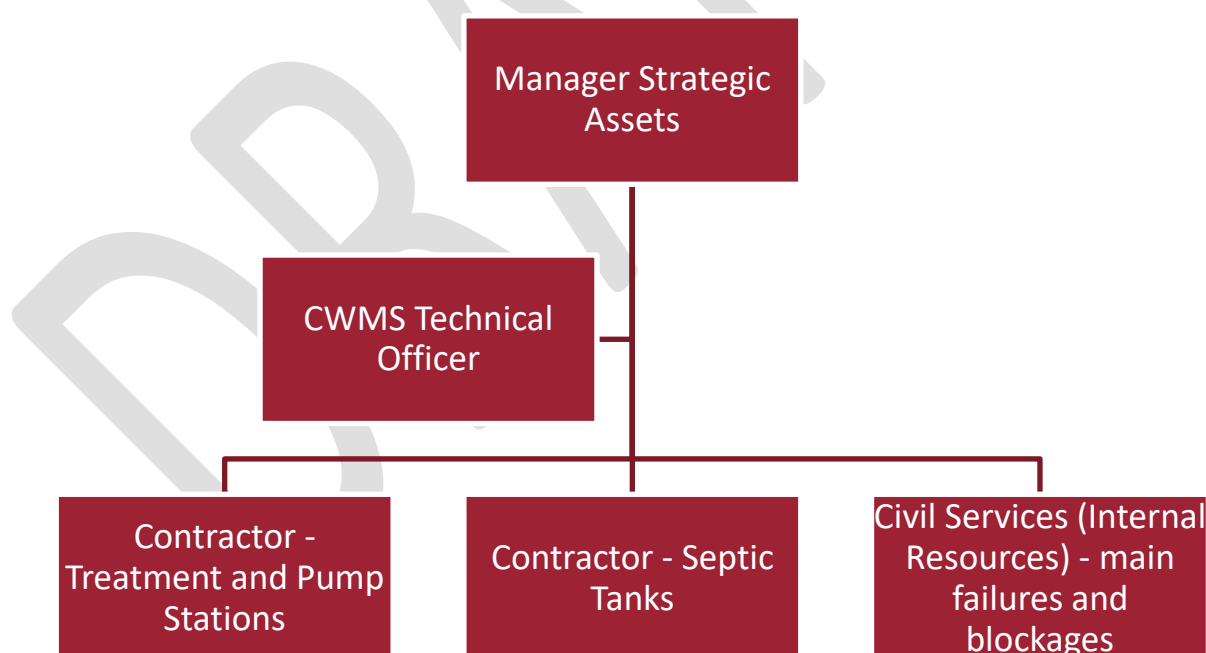 Manager Strategic
Assets
CWMS Technical
Officer
Contractor -
Treatment and Pump
Stations
Contractor - Septic
Tanks
Civil Services (Internal
Resources) - main
failures and
blockages